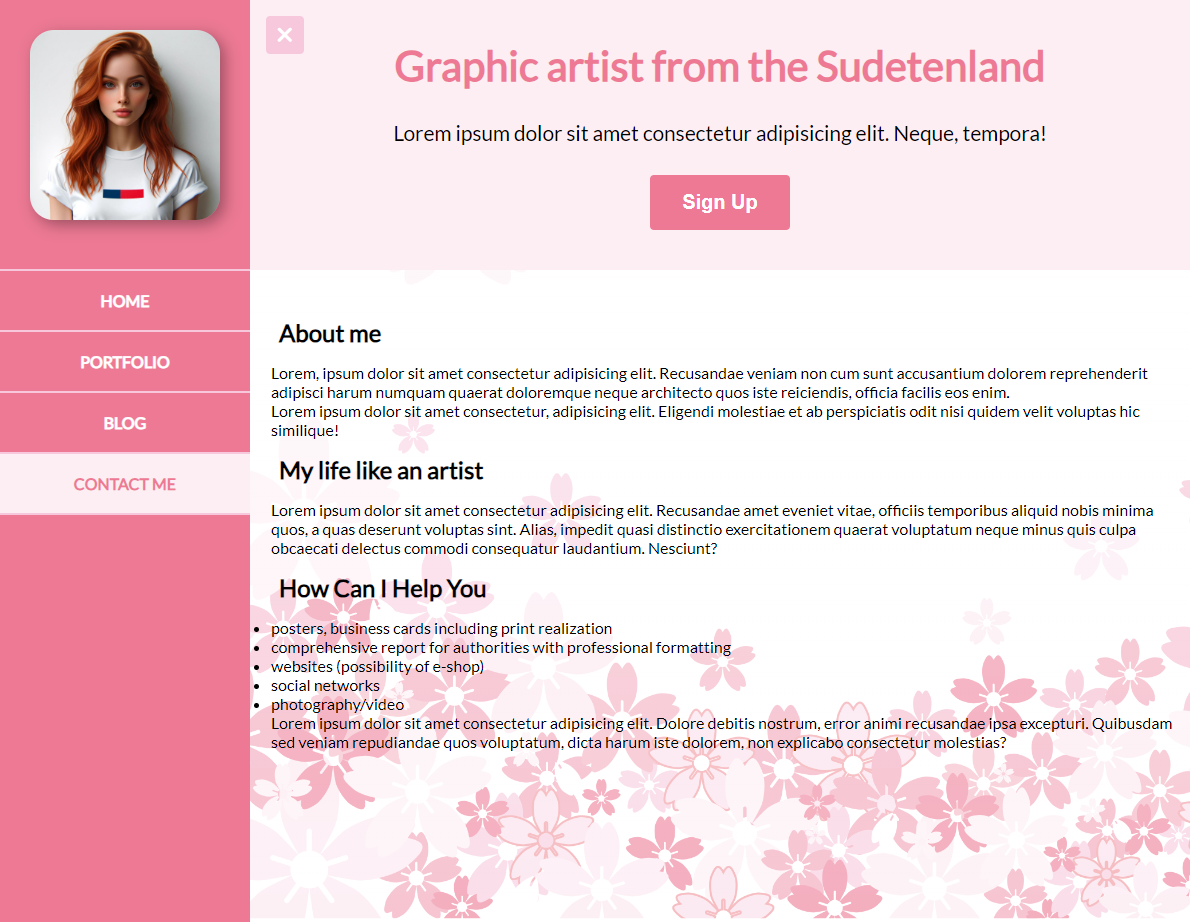 Graphic artist from the Sudetenland
Lorem ipsum dolor sit amet consectetur adipisicing elit. Neque, tempora!
Sign Up
HOME
PORTFOLIO
BLOG
CONTACT ME
About me
Lorem, ipsum dolor sit amet consectetur adipisicing elit. Recusandae veniam non cum sunt accusantium dolorem reprehenderit
adipisci harum numquam quaerat doloremque neque architecto quos iste reiciendis, officia facilis eos enim.
Lorem ipsum dolor sit amet consectetur, adipisicing elit. Eligendi molestiae et ab perspiciatis odit nisi quidem velit voluptas hic
similique!
My life like an artist
Lorem ipsum dolor sit amet consectetur adipisicing elit. Recusandae amet eveniet vitae, officiis temporibus aliquid nobis minima
quos, a quas deserunt voluptas sint. Alias, impedit quasi distinctio exercitationem quaerat voluptatum neque minus quis culpa
obcaecati delectus commodi consequatur laudantium. Nesciunt?
How Can I Help You
• posters, business cards including print realization
• comprehensive report for authorities with professional formatting
• websites (possibility of e-shop)
• social networks
• photography/video
Lorem ipsum dolor sit amet consectetur adipisicing elit. Dolore debitis nostrum, error animi recusandae ipsa excepturi. Quibusdam
sed veniam repudiandae quos voluptatum, dicta harum iste dolorem, non explicabo consectetur molestias?